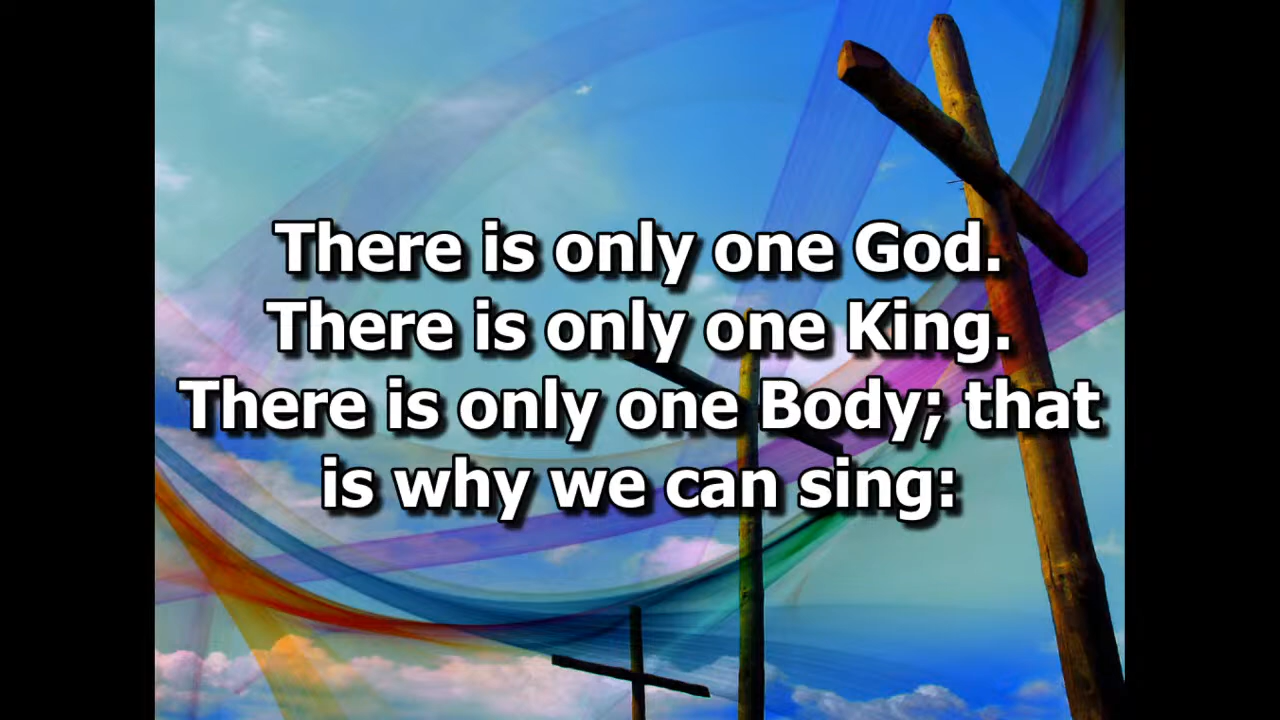 There is only one God.
There is only one King.
There is only one Body; that
is why we can sing: